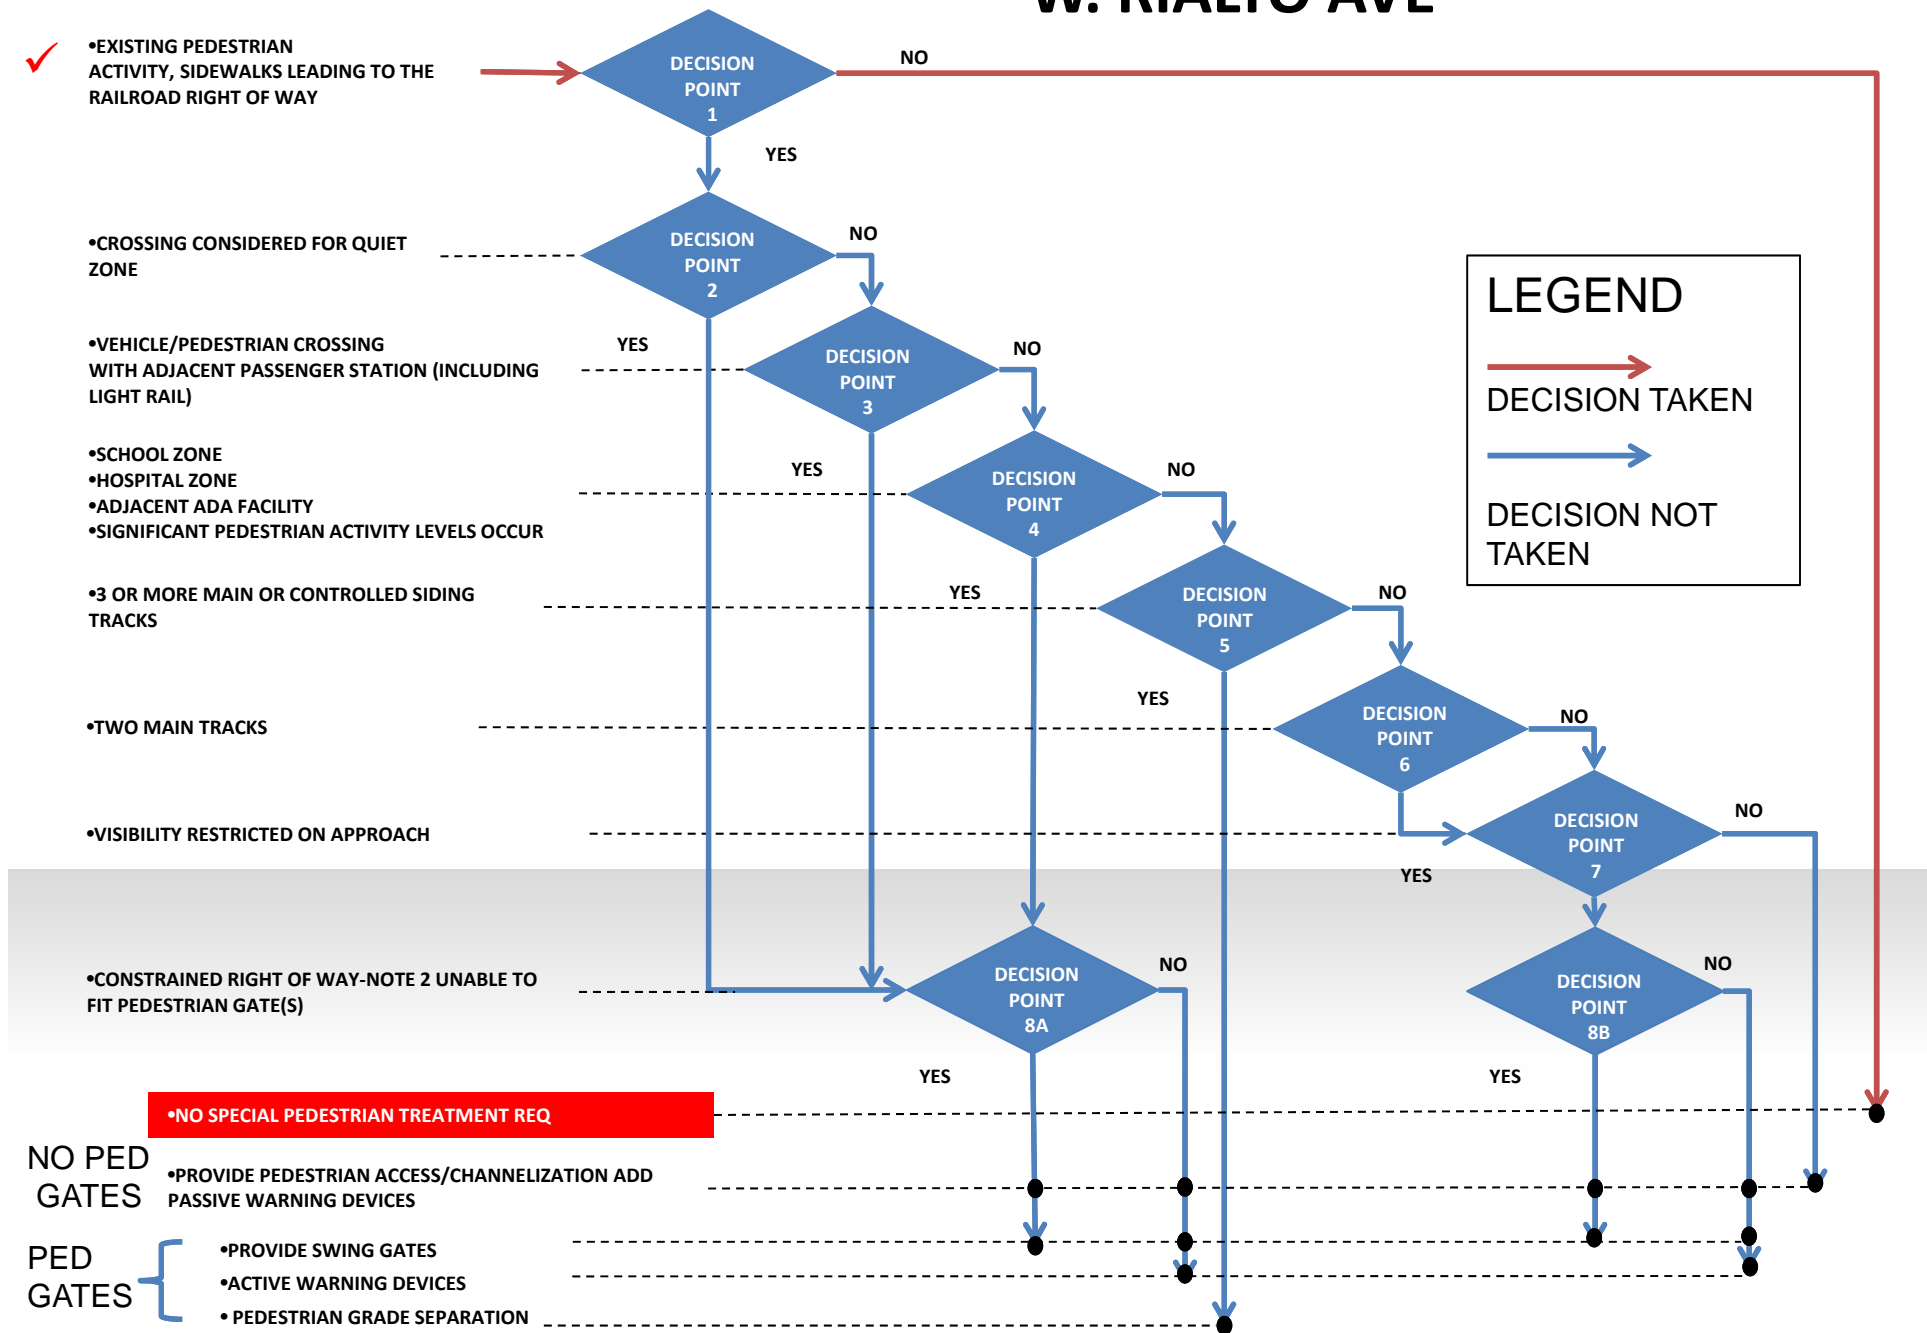 W. RIALTO AVE
•EXISTING PEDESTRIAN
ACTIVITY, SIDEWALKS LEADING TO THE
RAILROAD RIGHT OF WAY
DECISION
POINT
1
NO
YES
•CROSSING CONSIDERED FOR QUIET
ZONE
DECISION
POINT
2
NO
•VEHICLE/PEDESTRIAN CROSSING
WITH ADJACENT PASSENGER STATION (INCLUDING
LIGHT RAIL)
YES
DECISION
POINT
3
NO
LEGEND
DECISION TAKEN
DECISION NOT
TAKEN
•SCHOOL ZONE
•HOSPITAL ZONE
•ADJACENT ADA FACILITY
•SIGNIFICANT PEDESTRIAN ACTIVITY LEVELS OCCUR
YES
DECISION
POINT
4
NO
•3 OR MORE MAIN OR CONTROLLED SIDING
TRACKS
YES
DECISION
POINT
5
NO
•TWO MAIN TRACKS
YES
DECISION
POINT
6
NO
•VISIBILITY RESTRICTED ON APPROACH
YES
DECISION
POINT
7
NO
•CONSTRAINED RIGHT OF WAY-NOTE 2 UNABLE TO
FIT PEDESTRIAN GATE(S)
DECISION
POINT
8A
NO
YES
DECISION
POINT
8B
NO
YES
•NO SPECIAL PEDESTRIAN TREATMENT REQ
NO PED
GATES
•PROVIDE PEDESTRIAN ACCESS/CHANNELIZATION ADD
PASSIVE WARNING DEVICES
PED
GATES
•PROVIDE SWING GATES
•ACTIVE WARNING DEVICES
• PEDESTRIAN GRADE SEPARATION